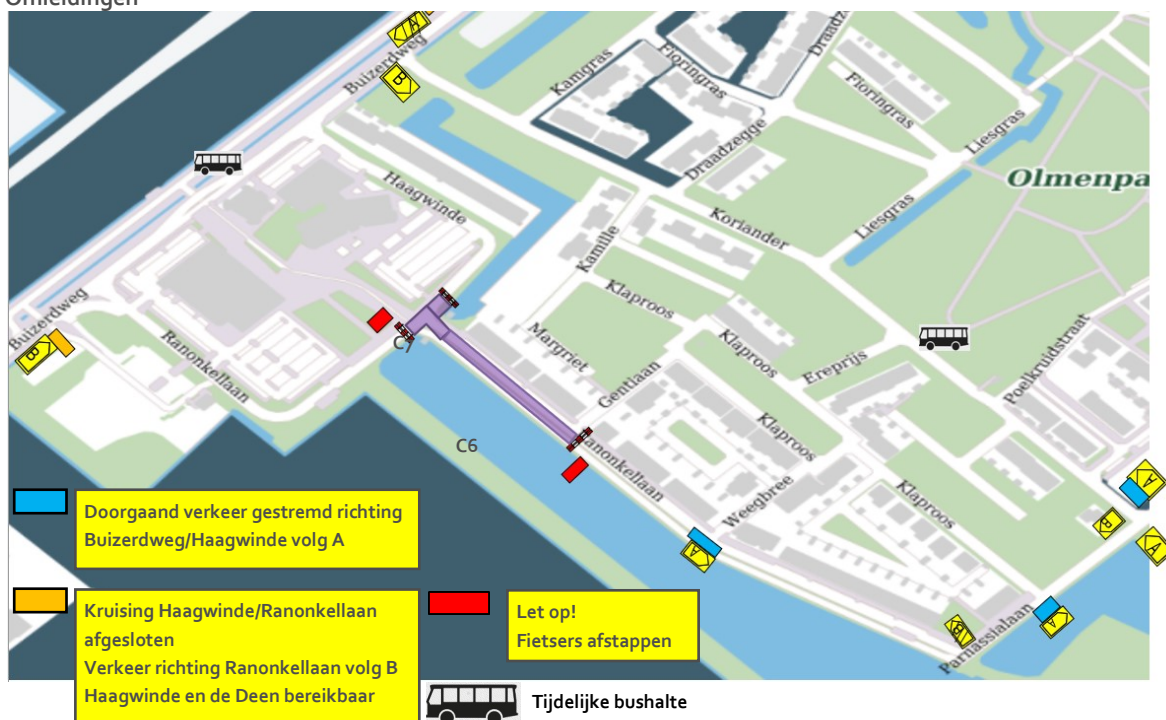 Omleidingen
A
Buizerdweg
B
Kamgras
Fioringras
Draadzegge
Fioringras
Liesgras
Olmenpa
Haagwinde
Koriander
Liesgras
Kamille
Klaproos
Buizerdweg
B
Ranonkellaan
C7
Margriet
Klaproos
Ereprijs
Poelkruidstraat
Gentiaan
C6
Ranonkellaan
Klaproos
Weegbree
Klaproos
A
B
A
A
B
A
Parnassialaan
Doorgaand verkeer gestremd richting
Buizerdweg/Haagwinde volg A
Kruising Haagwinde/Ranonkellaan
afgesloten
Verkeer richting Ranonkellaan volg B
Haagwinde en de Deen bereikbaar
Let op!
Fietsers afstappen
Tijdelijke bushalte